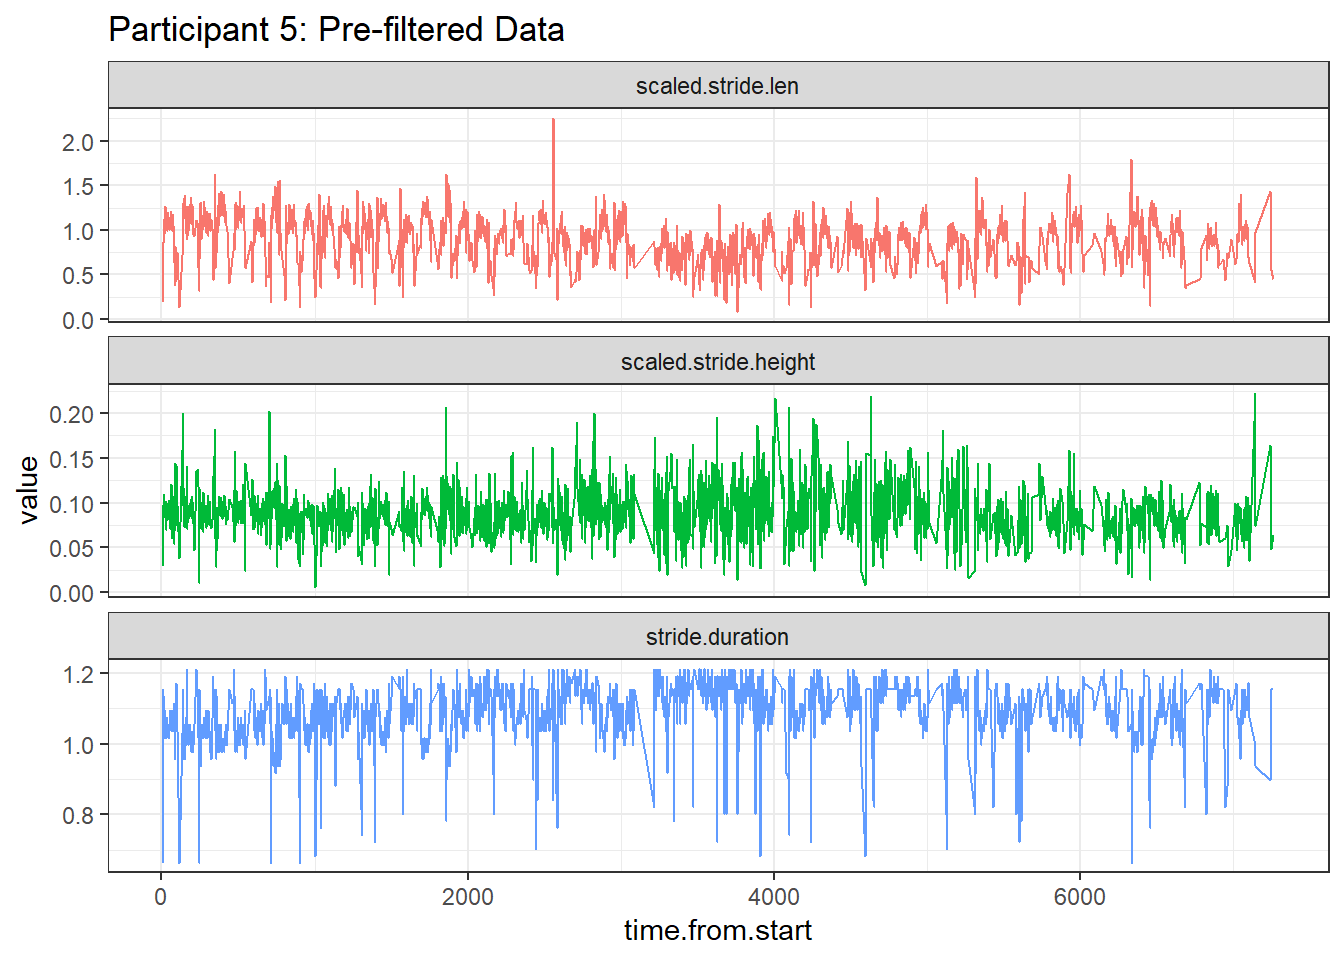 Participant 5: Pre-filtered Data
scaled.stride.len
2.0
1.5
1.0
0.5
0.0
scaled.stride.height
0.20
0.15
0.10
0.05
0.00
value
stride.duration
1.2
1.0
0.8
0 2000 4000 6000
time.from.start